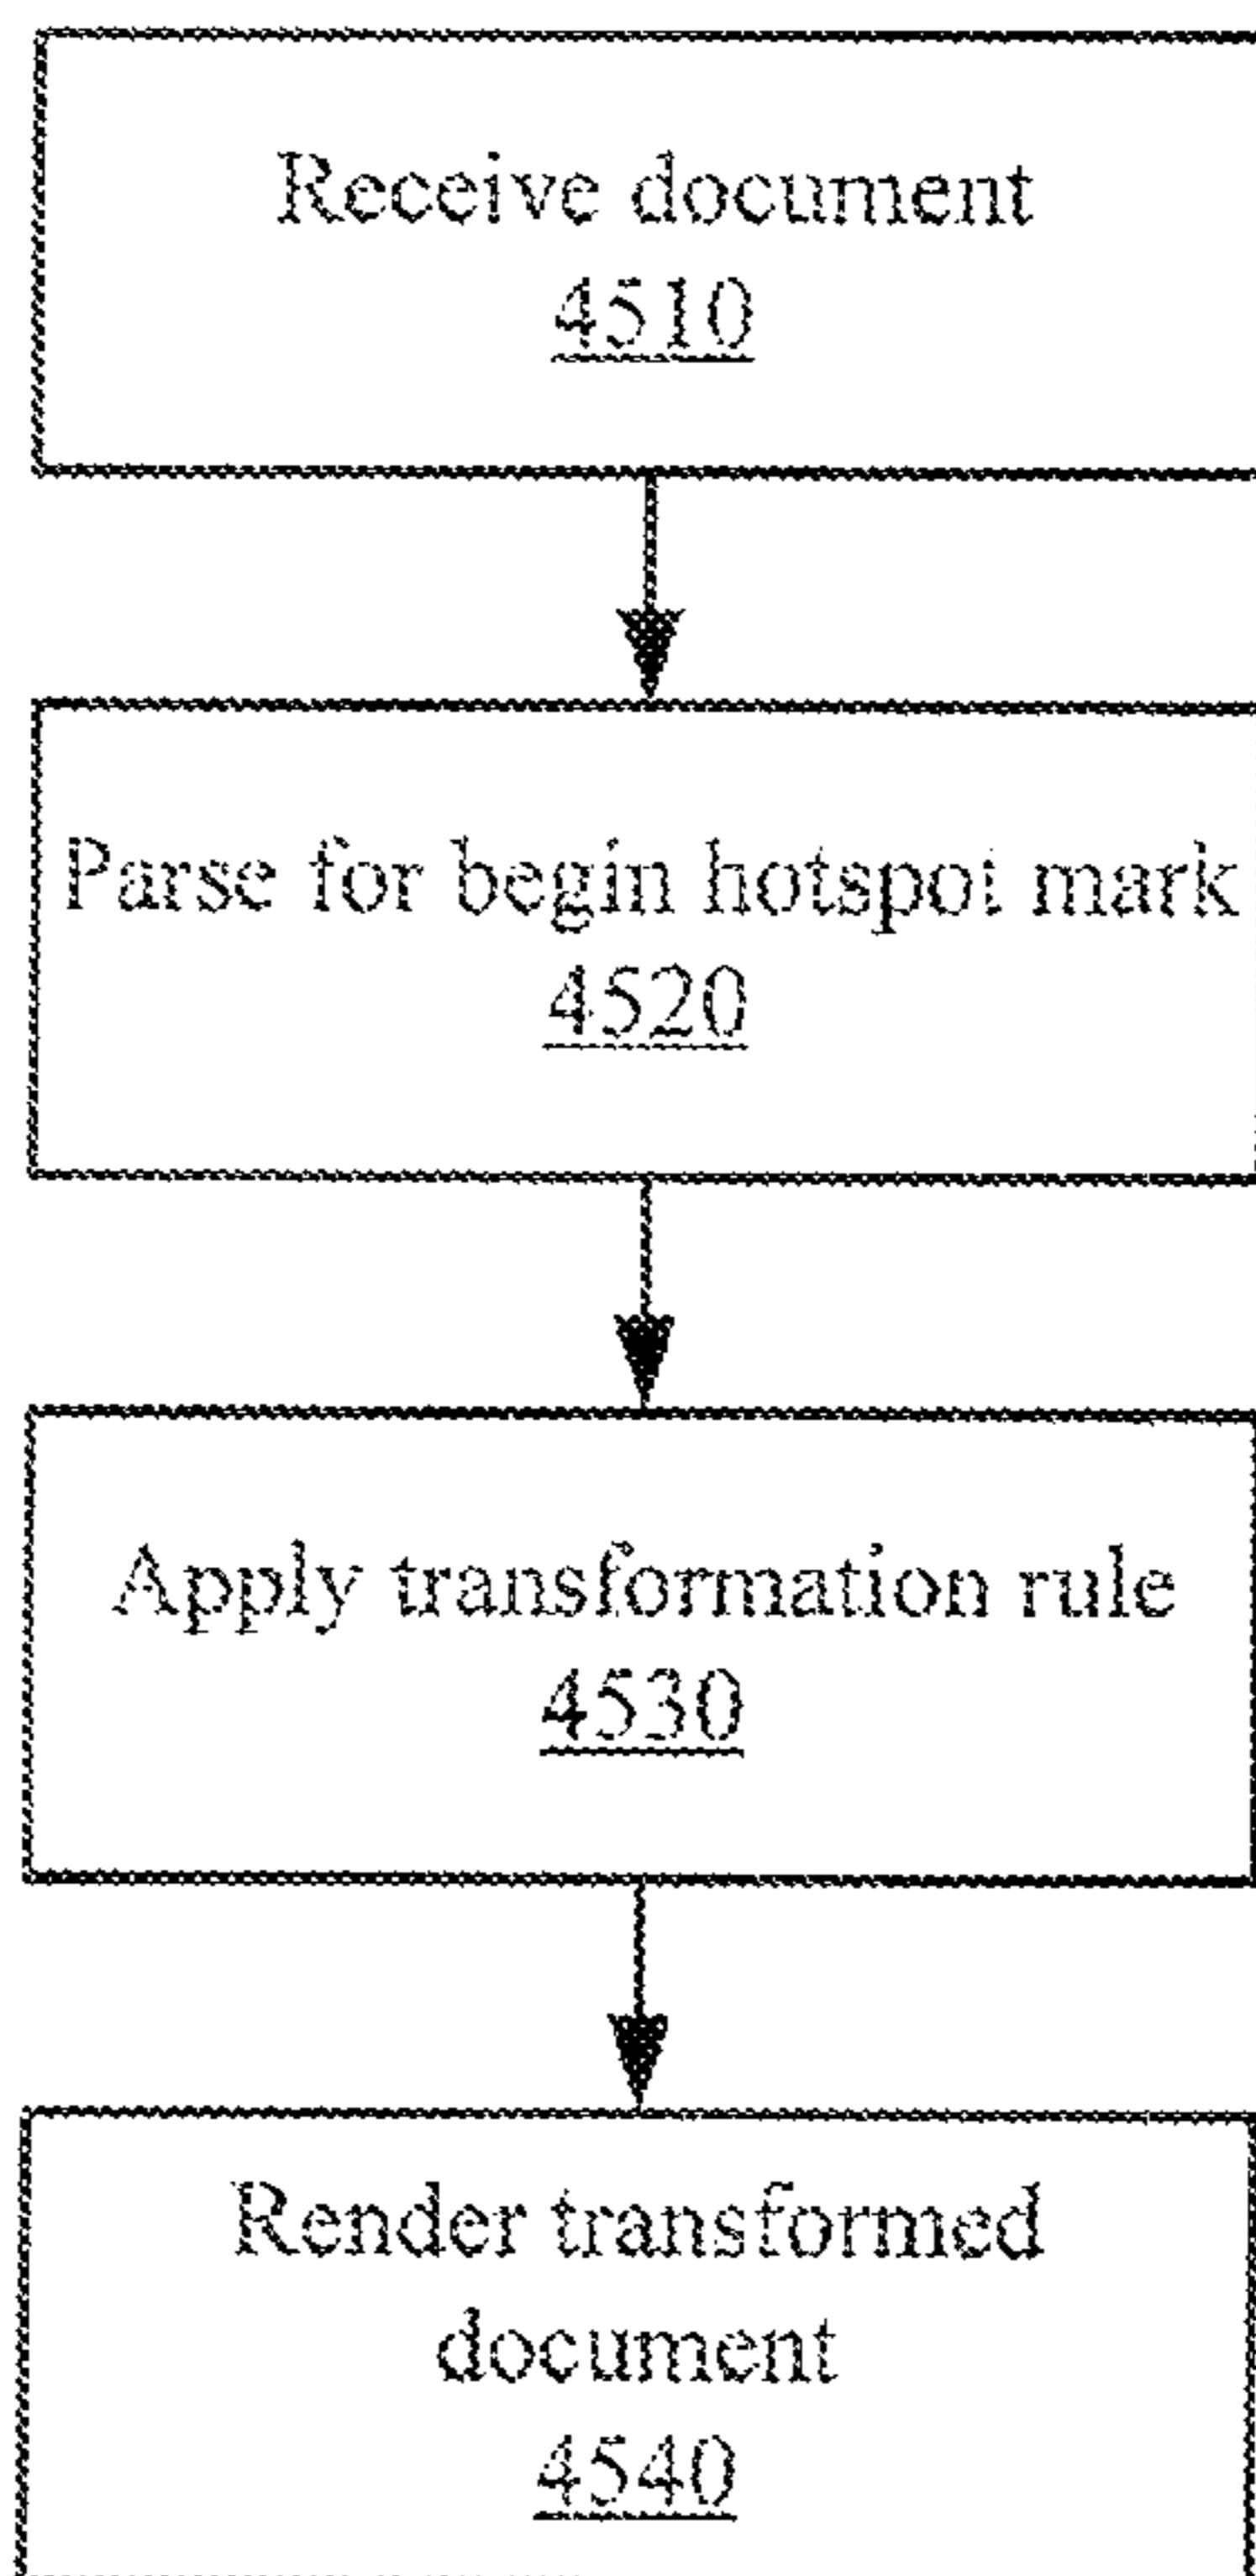 Receive document
4510
Parse for begin hotspot mark
4520
Apply transformation rule
4530
Render transformed
document
4540